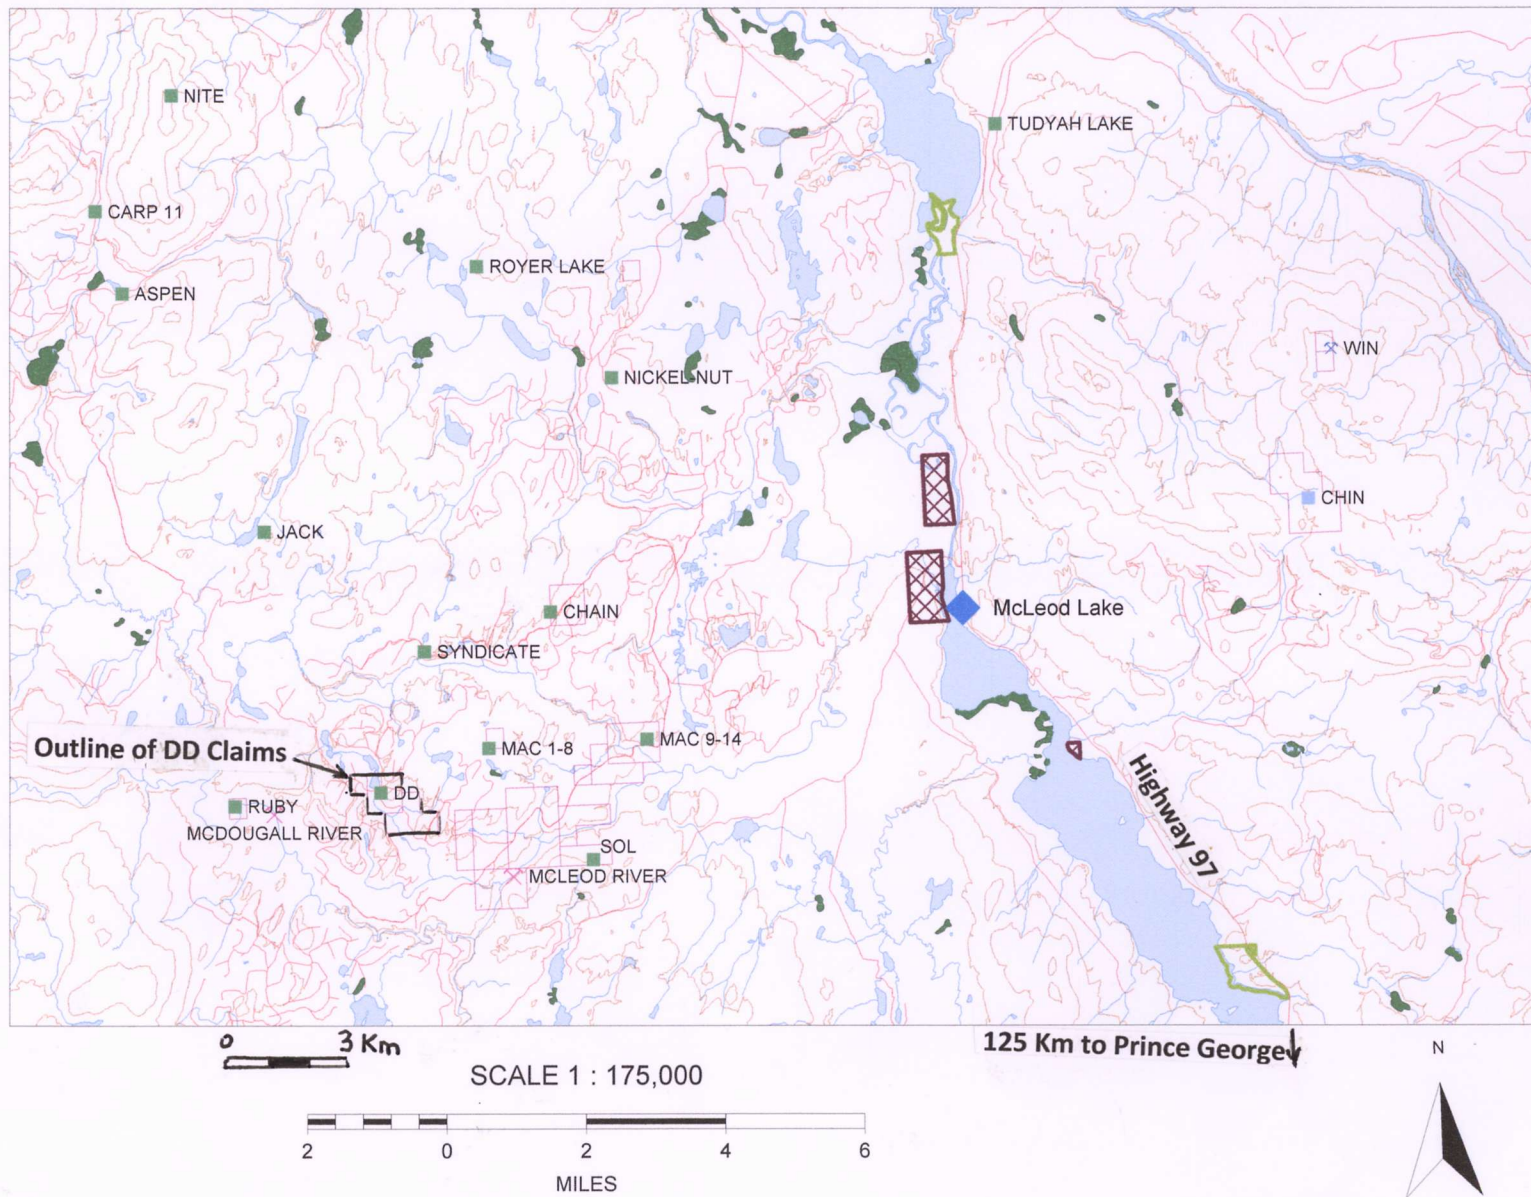 NITE
TUDYAH LAKE
CARP 11
ROYER LAKE
ASPEN
WIN
NICKEL NUT
CHIN
JACK
CHAIN
McLeod Lake
SYNDICATE
MAC 9-14
MAC 1-8
Outline of DD Claims
Highway 97
DD
RUBY
MCDOUGALL RIVER
SOL
MCLEOD RIVER
0 3 Km
125 Km to Prince George
N
SCALE 1 : 175,000
2 0 2 4 6
MILES